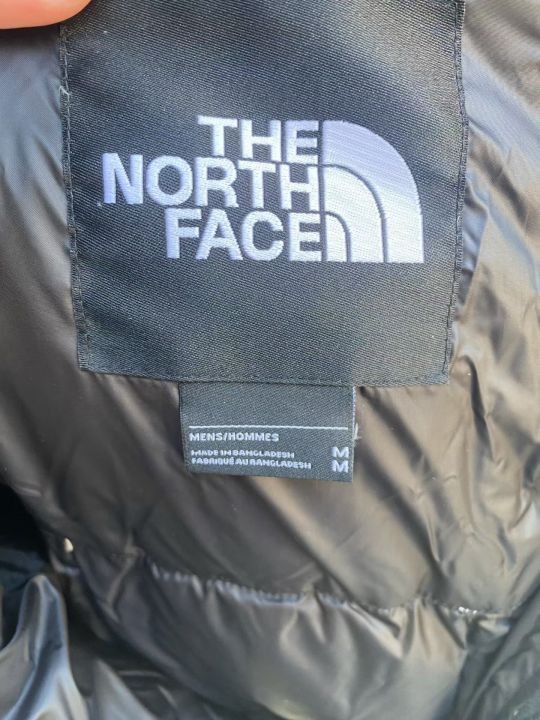 THE
NORTH
FACE
MENS/HOMMES
MADE IN BANGLADESH M
FABRIQUÉ AU BANGLADESH M